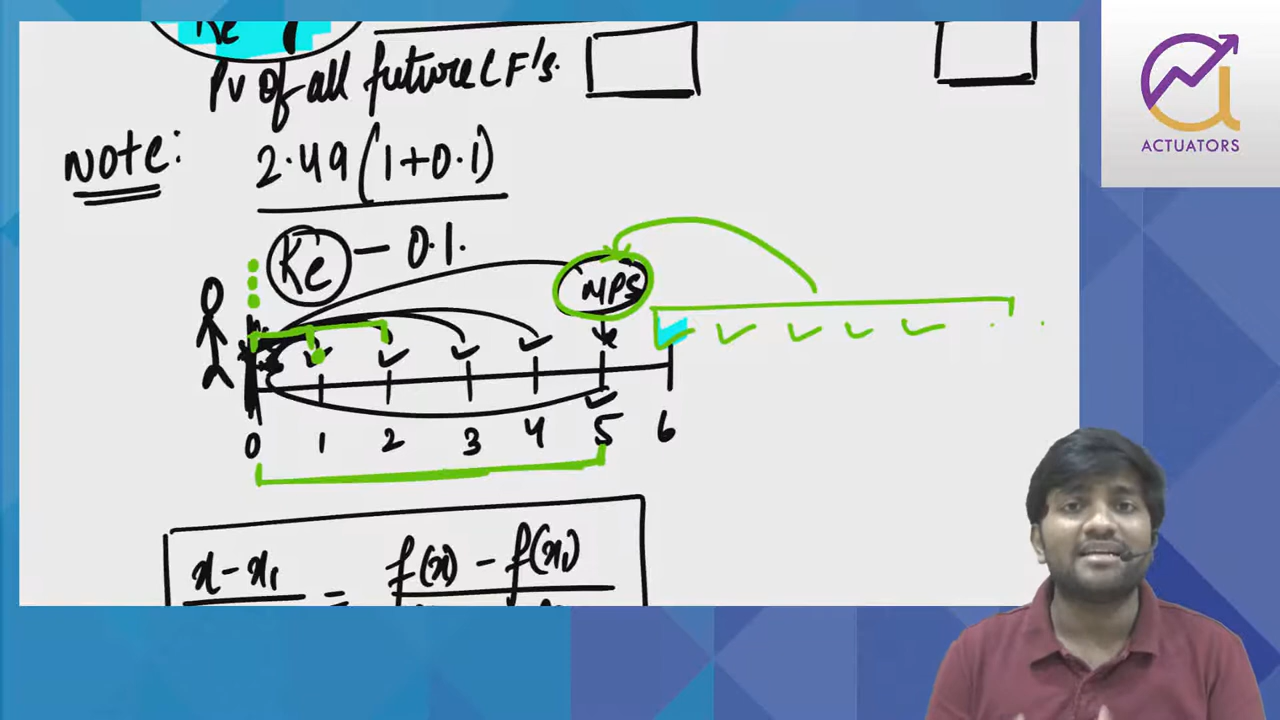 Ke
PV of all future CF's.
Note:
2.49(1+0.1)
Ke - 0.1.
MPS
0 1 2 3 4 5 6
x-x₁ = f(x) - f(x₁)
ACTUATORS